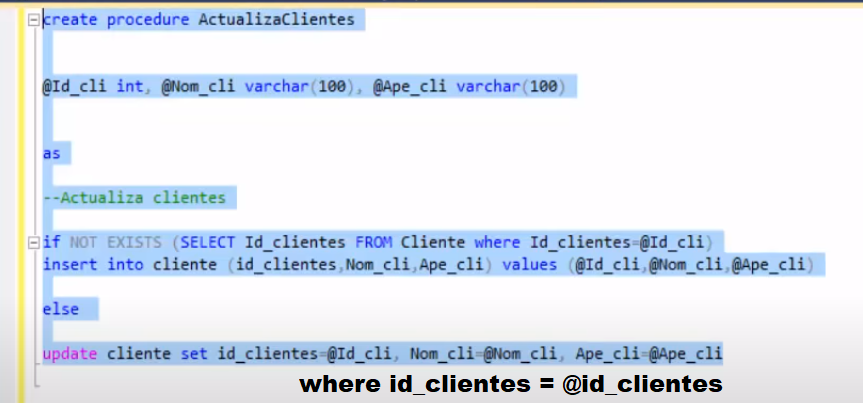 create procedure ActualizaClientes
@Id_cli int, @Nom_cli varchar(100), @Ape_cli varchar(100)
as
--Actualiza clientes
if NOT EXISTS (SELECT Id_clientes FROM Cliente where Id_clientes=@Id_cli)
insert into cliente (id_clientes,Nom_cli,Ape_cli) values (@Id_cli,@Nom_cli,@Ape_cli)
else
update cliente set id_clientes=@Id_cli, Nom_cli=@Nom_cli, Ape_cli=@Ape_cli
where id_clientes = @id_clientes